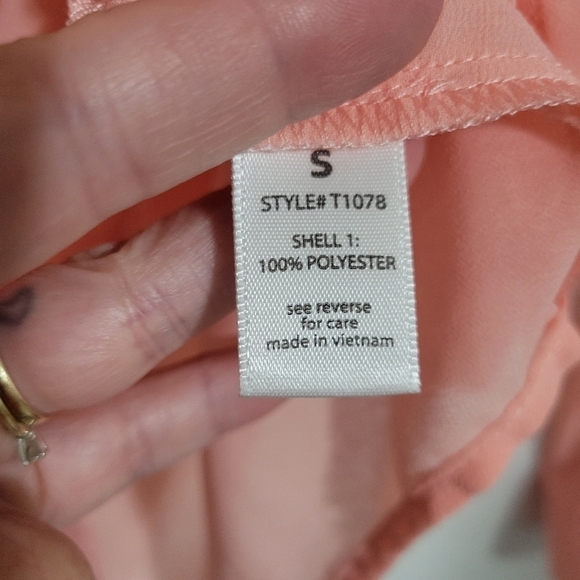 S
STYLE# T1078
SHELL 1:
100% POLYESTER
see reverse
for care
made in vietnam